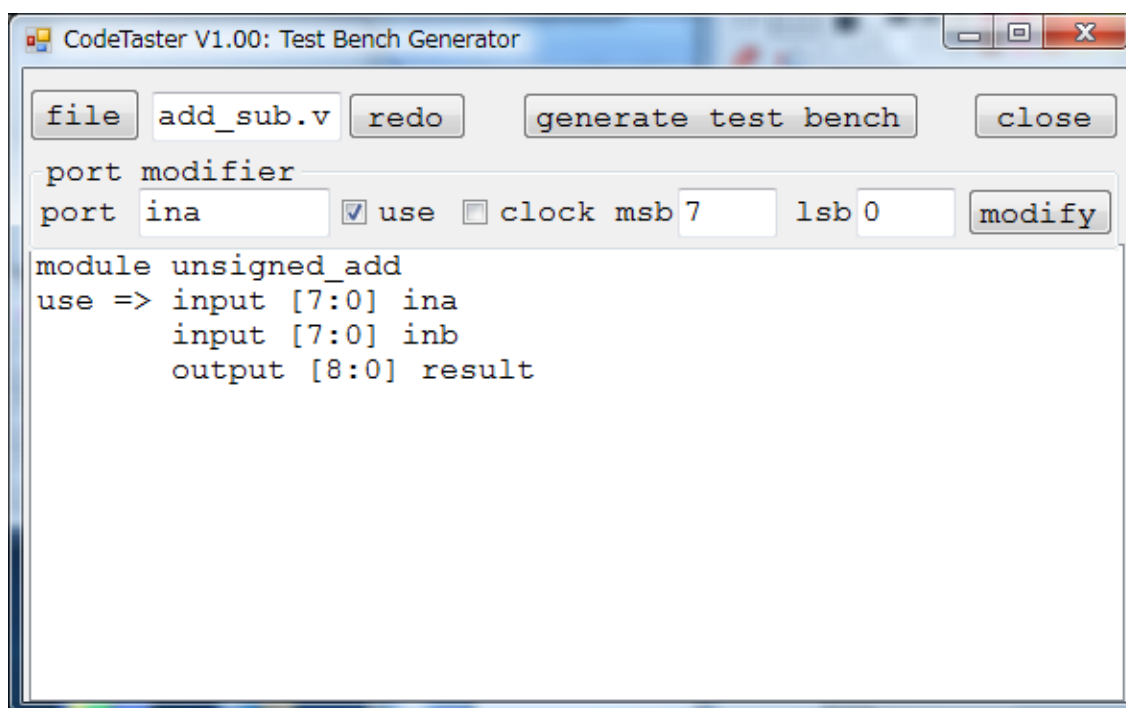 CodeTaster V1.00: Test Bench Generator
file add_sub.v redo generate test bench close
port modifier
port ina use clock msb 7 lsb 0 modify
module unsigned_add
use => input [7:0] ina
input [7:0] inb
output [8:0] result